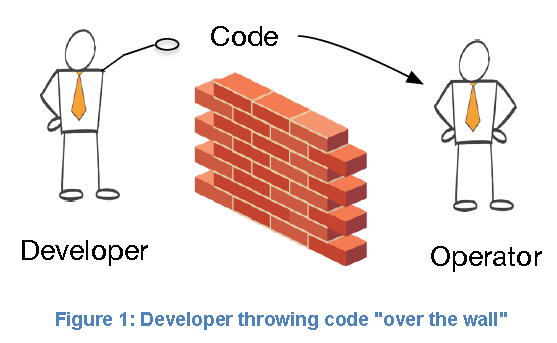 Code
Developer
Operator
Figure 1: Developer throwing code "over the wall"